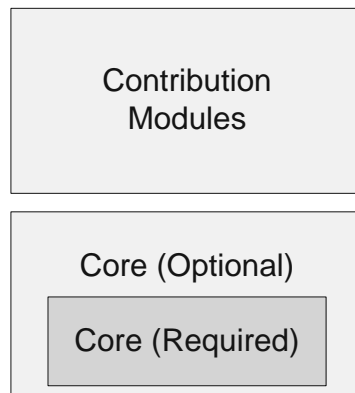 Contribution
Modules
Core (Optional)
Core (Required)